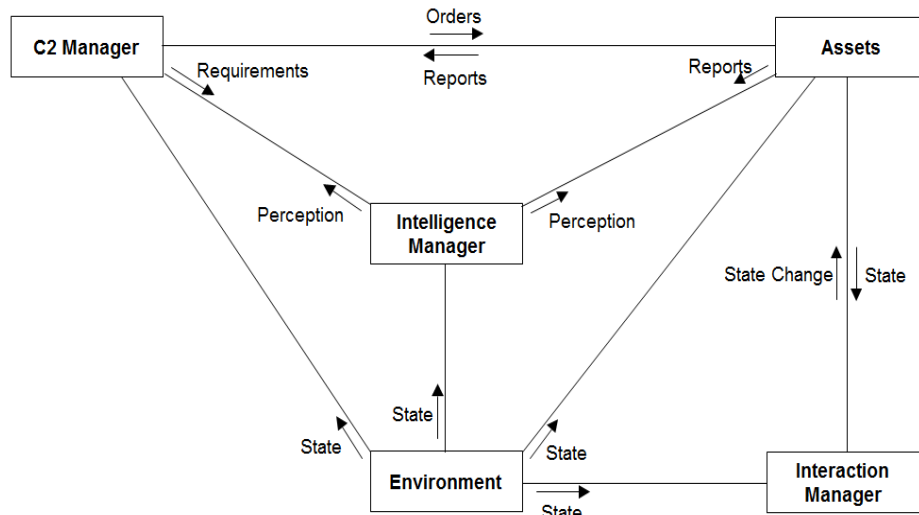 Orders
C2 Manager
Assets
Reports
Requirements
Reports
Perception
Intelligence
Manager
Perception
State Change
State
State
State
State
Environment
Interaction
Manager
State